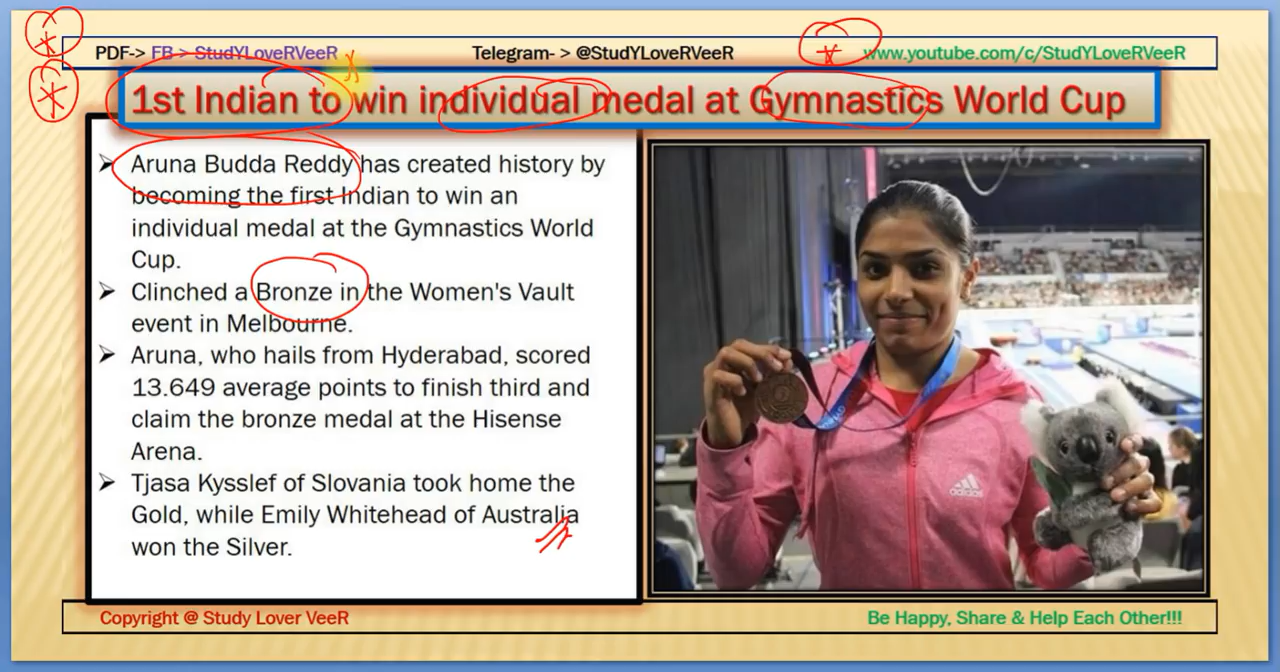 PDF-> FB-> StudYLoveRVeeR Telegram- > @StudYLoveRVeeR www.youtube.com/c/StudYLoveRVeeR
1st Indian to win individual medal at Gymnastics World Cup
Aruna Budda Reddy has created history by
becoming the first Indian to win an
individual medal at the Gymnastics World
Cup.
Clinched a Bronze in the Women's Vault
event in Melbourne.
Aruna, who hails from Hyderabad, scored
13.649 average points to finish third and
claim the bronze medal at the Hisense
Arena.
Tjasa Kysslef of Slovania took home the
Gold, while Emily Whitehead of Australia
won the Silver.
adidas
Copyright @ Study Lover VeeR Be Happy, Share & Help Each Other!!!